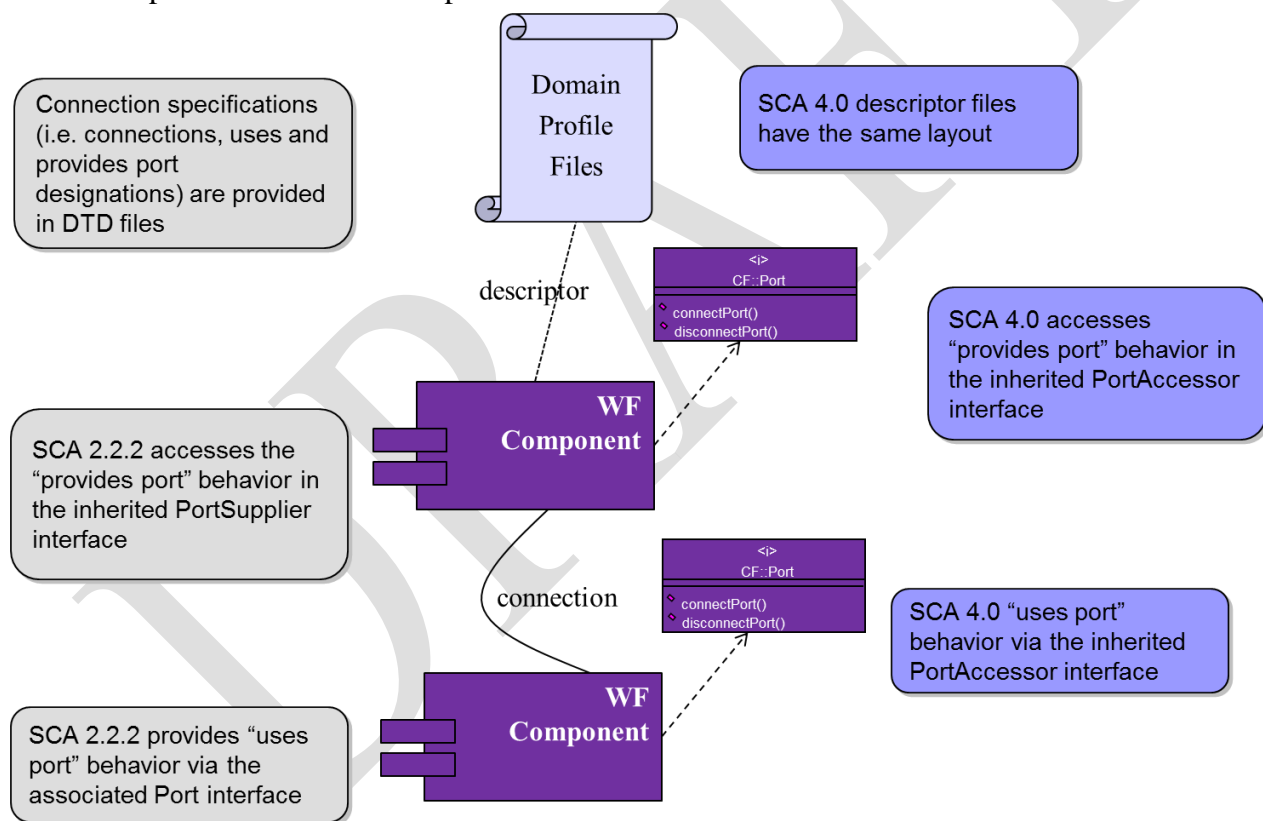 Domain
Profile
Files
Connection specifications
(i.e. connections, uses and
provides port
designations) are provided
in DTD files
SCA 4.0 descriptor files
have the same layout
descriptor
<i>
CF::Port
connectPort()
disconnectPort()
SCA 4.0 accesses
“provides port” behavior in
the inherited PortAccessor
interface
WF
Component
SCA 2.2.2 accesses the
“provides port” behavior in
the inherited PortSupplier
interface
connection
<i>
CF::Port
connectPort()
disconnectPort()
SCA 4.0 “uses port”
behavior via the inherited
PortAccessor interface
WF
Component
SCA 2.2.2 provides “uses
port” behavior via the
associated Port interface